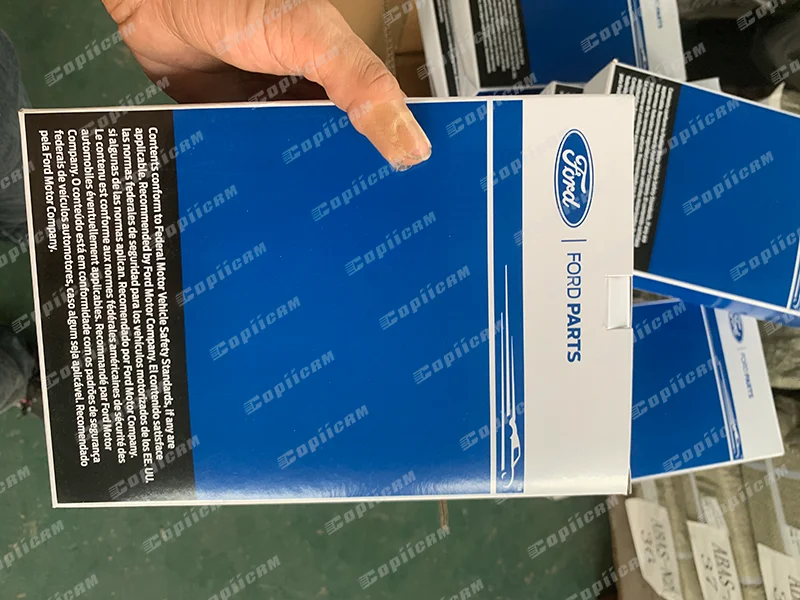 Ford
FORD PARTS
Contents conform to Federal Motor Vehicle Safety Standards, if any are
applicable. Recommended by Ford Motor Company. El contenido satisface
las normas federales de seguridad para los vehículos motorizados de los EE. UU.
si algunas de las normas aplican. Recomendado por Ford Motor Company.
Le contenu est conforme aux normes fédérales américaines de sécurité des
automobiles éventuellement applicables. Recommandé par Ford Motor
Company. O conteúdo está em conformidade com os padrões de segurança
federais de veículos automotores, caso algum seja aplicável. Recomendado
pela Ford Motor Company.
Ford
FORD PARTS
CopiiCRM